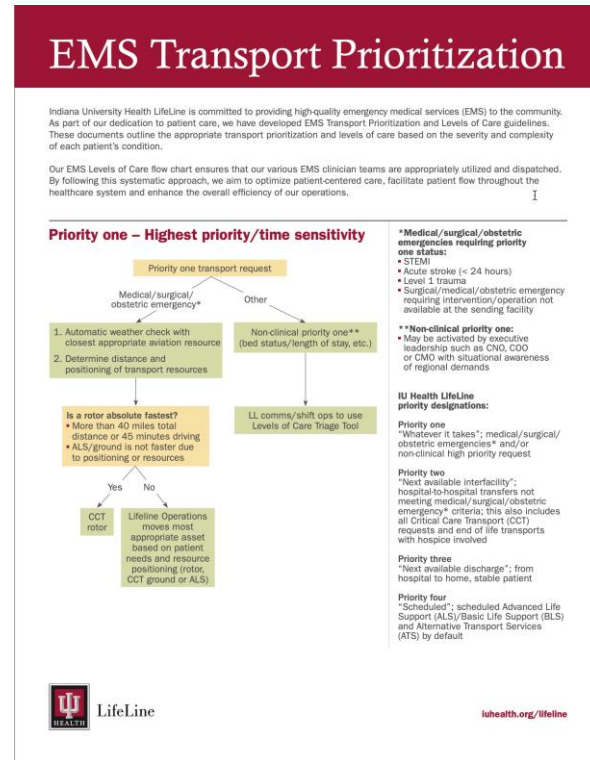 EMS Transport Prioritization
Indiana University Health LifeLine is committed to providing high-quality emergency medical services (EMS) to the community.
As part of our dedication to patient care, we have developed EMS Transport Prioritization and Levels of Care guidelines.
These documents outline the appropriate transport prioritization and levels of care based on the severity and complexity
of each patient's condition.
Our EMS Levels of Care flow chart ensures that our various EMS clinician teams are appropriately utilized and dispatched.
By following this systematic approach, we aim to optimize patient-centered care, facilitate patient flow throughout the
healthcare system and enhance the overall efficiency of our operations.
Priority one – Highest priority/time sensitivity
Priority one transport request
Medical/surgical/
obstetric emergency*
Other
1. Automatic weather check with
closest appropriate aviation resource
2. Determine distance and
positioning of transport resources
Non-clinical priority one**
(bed status/length of stay, etc.)
Is a rotor absolute fastest?
▪ More than 40 miles total
distance or 45 minutes driving
▪ ALS/ground is not faster due
to positioning or resources
LL comms/shift ops to use
Levels of Care Triage Tool
Yes
No
CCT
rotor
Lifeline Operations
moves most
appropriate asset
based on patient
needs and resource
positioning (rotor,
CCT ground or ALS)
*Medical/surgical/obstetric
emergencies requiring priority
one status:
▪ STEMI
▪ Acute stroke (< 24 hours)
▪ Level 1 trauma
▪ Surgical/medical/obstetric emergency
requiring intervention/operation not
available at the sending facility
**Non-clinical priority one:
▪ May be activated by executive
leadership such as CNO, COO
or CMO with situational awareness
of regional demands
IU Health LifeLine
priority designations:
Priority one
"Whatever it takes"; medical/surgical/
obstetric emergencies* and/or
non-clinical high priority request
Priority two
"Next available interfacility";
hospital-to-hospital transfers not
meeting medical/surgical/obstetric
emergency* criteria; this also includes
all Critical Care Transport (CCT)
requests and end of life transports
with hospice involved
Priority three
"Next available discharge"; from
hospital to home, stable patient
Priority four
"Scheduled"; scheduled Advanced Life
Support (ALS)/Basic Life Support (BLS)
and Alternative Transport Services
(ATS) by default
HEALTH
LifeLine
iuhealth.org/lifeline